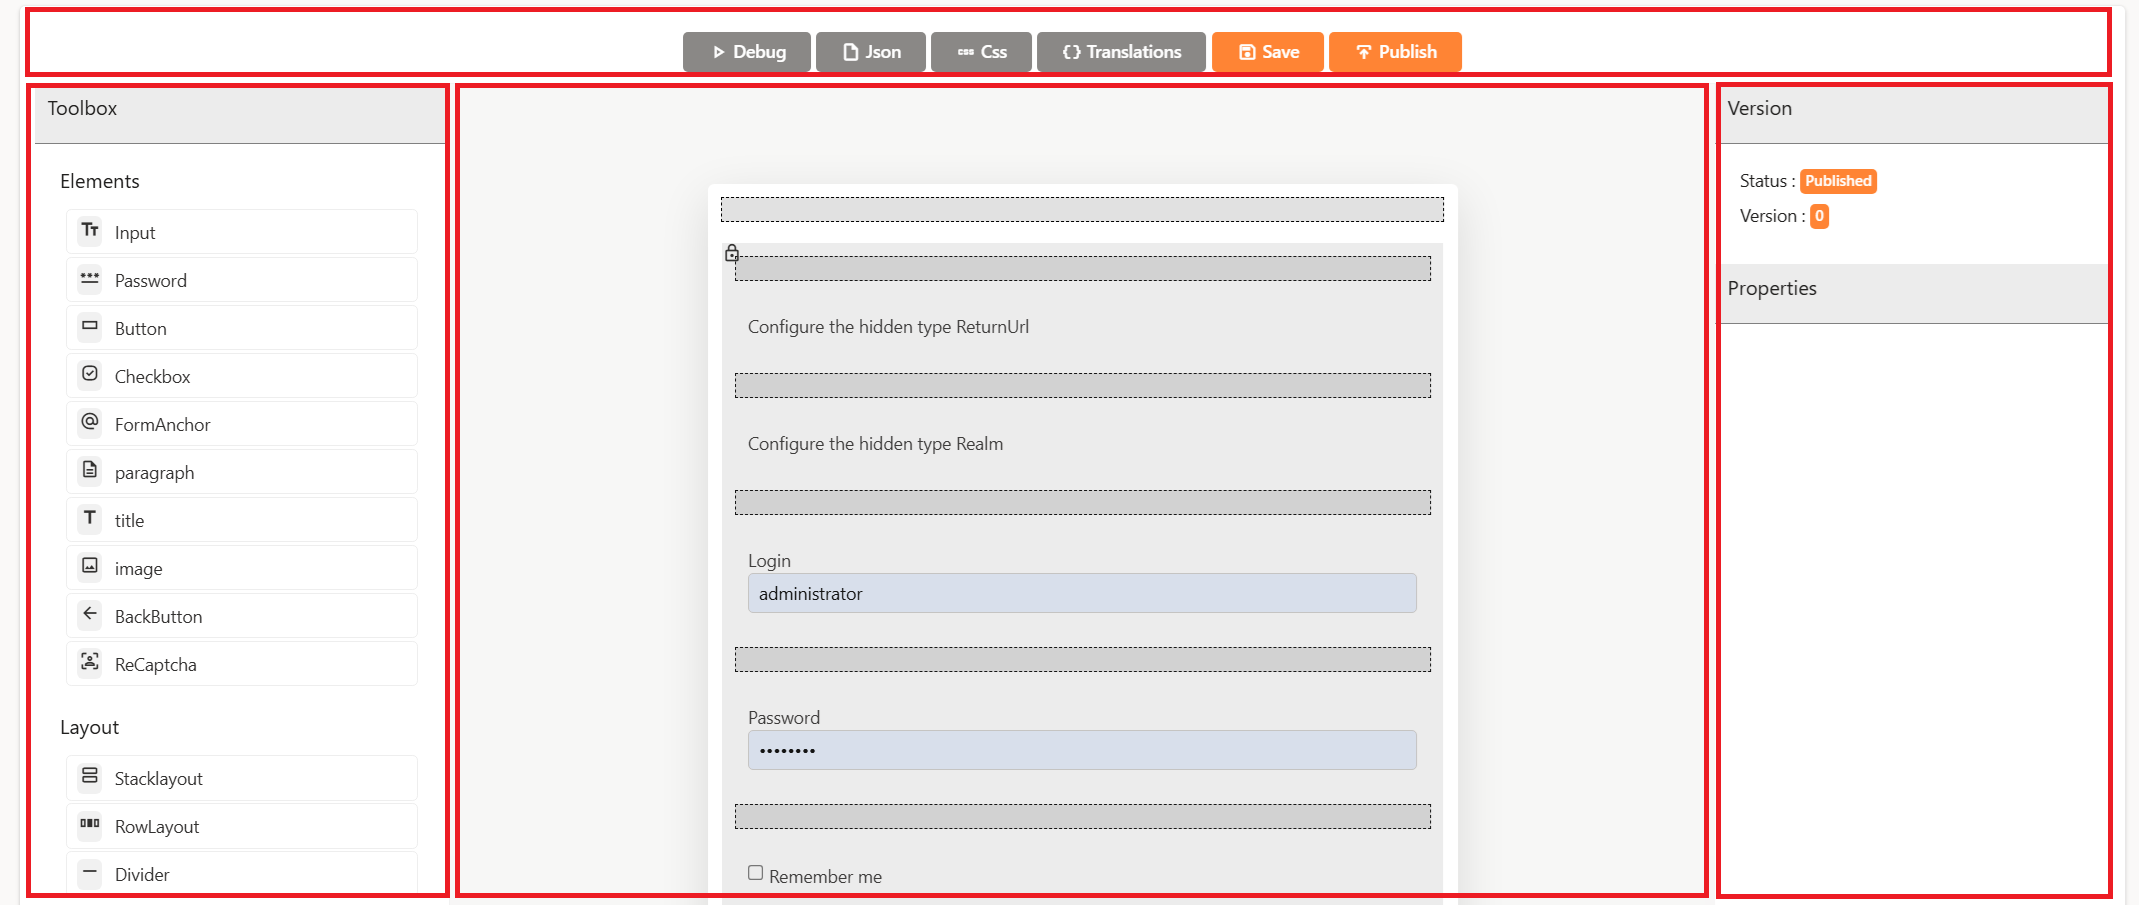 Debug
Json
css Css
{} Translations
Save
Publish
Toolbox
Elements
Input
Password
Button
Checkbox
FormAnchor
paragraph
title
image
BackButton
ReCaptcha
Layout
Stacklayout
RowLayout
Divider
Configure the hidden type ReturnUrl
Configure the hidden type Realm
Login
administrator
Password
••••••••
Remember me
Version
Status : Published
Version : 0
Properties